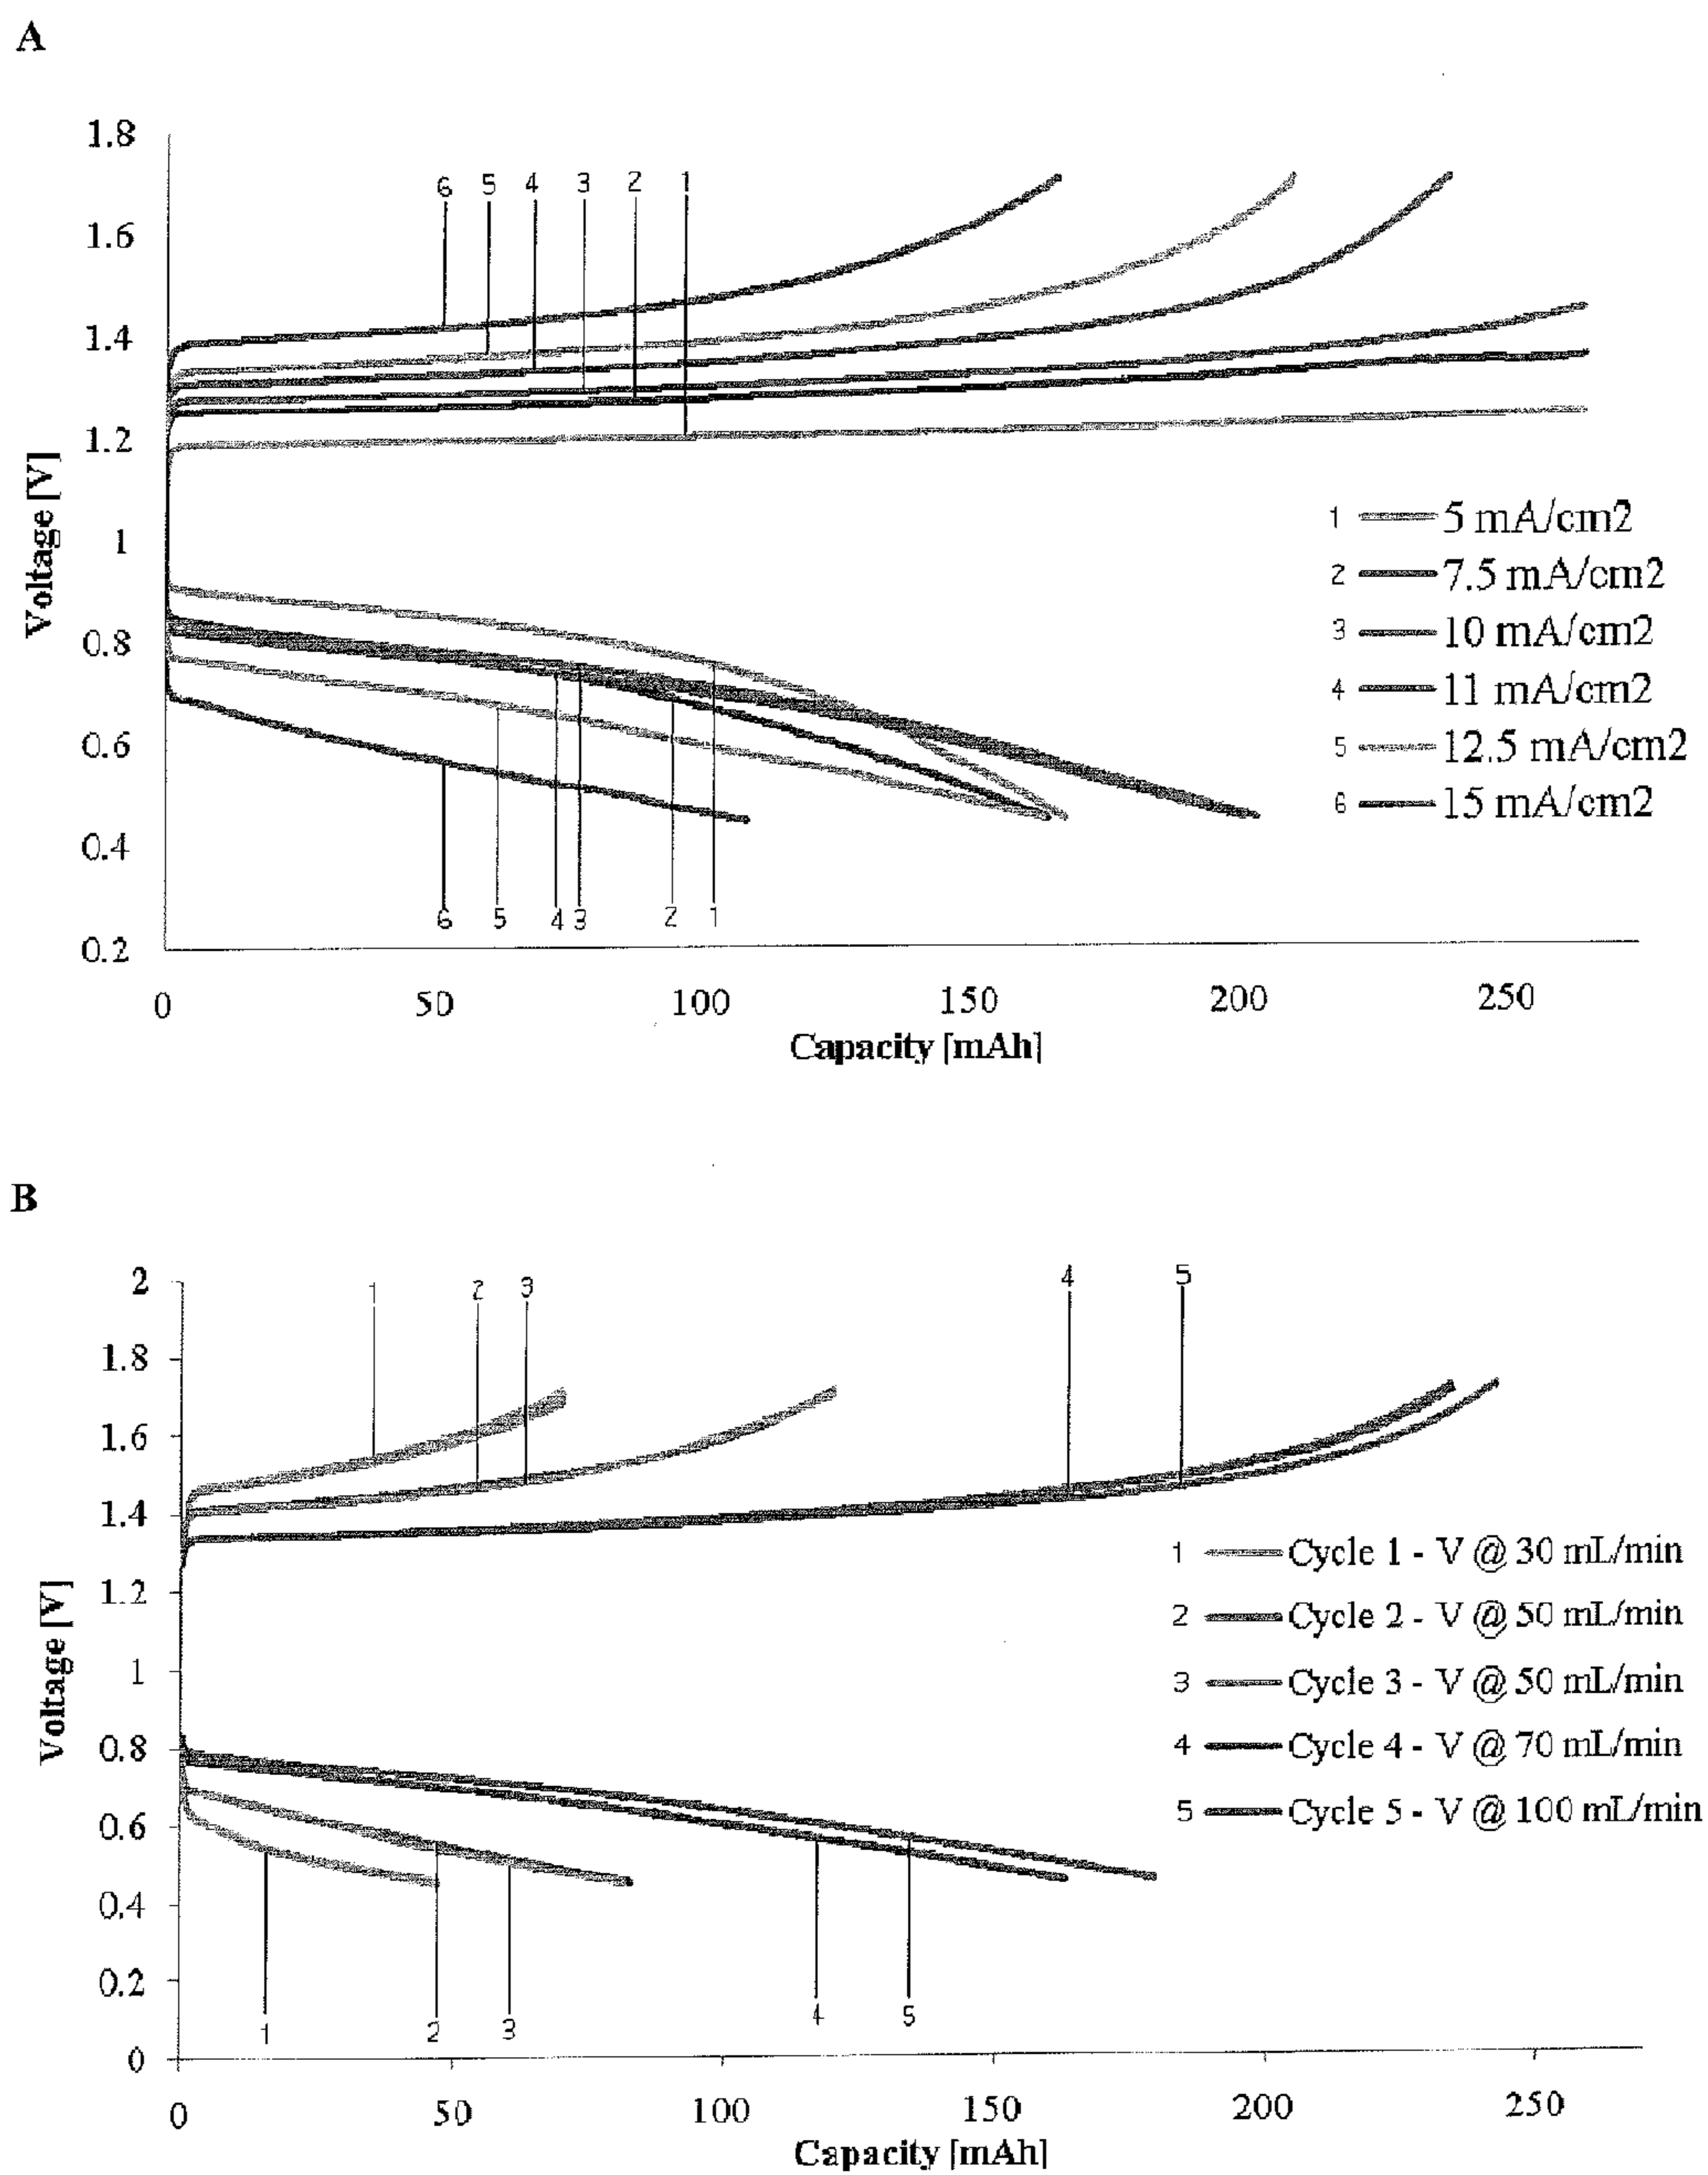 A
1.8
1.6
1.4
1.2
1
0.8
0.6
0.4
0.2
Voltage [V]
6 5 4 3 2 1
1 5 mA/cm2
2 7.5 mA/cm2
3 10 mA/cm2
4 11 mA/cm2
5 12.5 mA/cm2
6 15 mA/cm2
6 5 4 3 2 1
0 50 100 150 200 250
Capacity [mAh]
B
2
1.8
1.6
1.4
1.2
1
0.8
0.6
0.4
0.2
0
Voltage [V]
1 2 3 4 5
1 Cycle 1 - V @ 30 mL/min
2 Cycle 2 - V @ 50 mL/min
3 Cycle 3 - V @ 50 mL/min
4 Cycle 4 - V @ 70 mL/min
5 Cycle 5 - V @ 100 mL/min
1 2 3 4 5
0 50 100 150 200 250
Capacity [mAh]